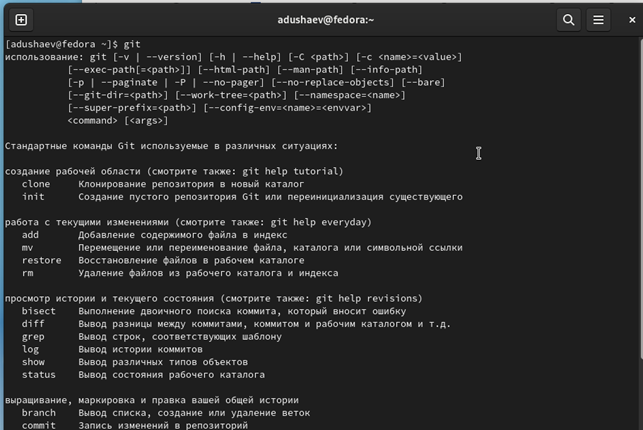 adushaev@fedora:~
[adushaev@fedora ~]$ git
использование: git [-v | --version] [-h | --help] [-C <path>] [-c <name>=<value>]
[--exec-path[=<path>]] [--html-path] [--man-path] [--info-path]
[-p | --paginate | -P | --no-pager] [--no-replace-objects] [--bare]
[--git-dir=<path>] [--work-tree=<path>] [--namespace=<name>]
[--super-prefix=<path>] [--config-env=<name>=<envvar>]
<command> [<args>]
Стандартные команды Git используемые в различных ситуациях:
создание рабочей области (смотрите также: git help tutorial)
clone Клонирование репозитория в новый каталог
init Создание пустого репозитория Git или переинициализация существующего
работа с текущими изменениями (смотрите также: git help everyday)
add Добавление содержимого файла в индекс
mv Перемещение или переименование файла, каталога или символьной ссылки
restore Восстановление файлов в рабочем каталоге
rm Удаление файлов из рабочего каталога и индекса
просмотр истории и текущего состояния (смотрите также: git help revisions)
bisect Выполнение двоичного поиска коммита, который вносит ошибку
diff Вывод разницы между коммитами, коммитом и рабочим каталогом и т.д.
grep Вывод строк, соответствующих шаблону
log Вывод истории коммитов
show Вывод различных типов объектов
status Вывод состояния рабочего каталога
выращивание, маркировка и правка вашей общей истории
branch Вывод списка, создание или удаление веток
commit Запись изменений в репозиторий